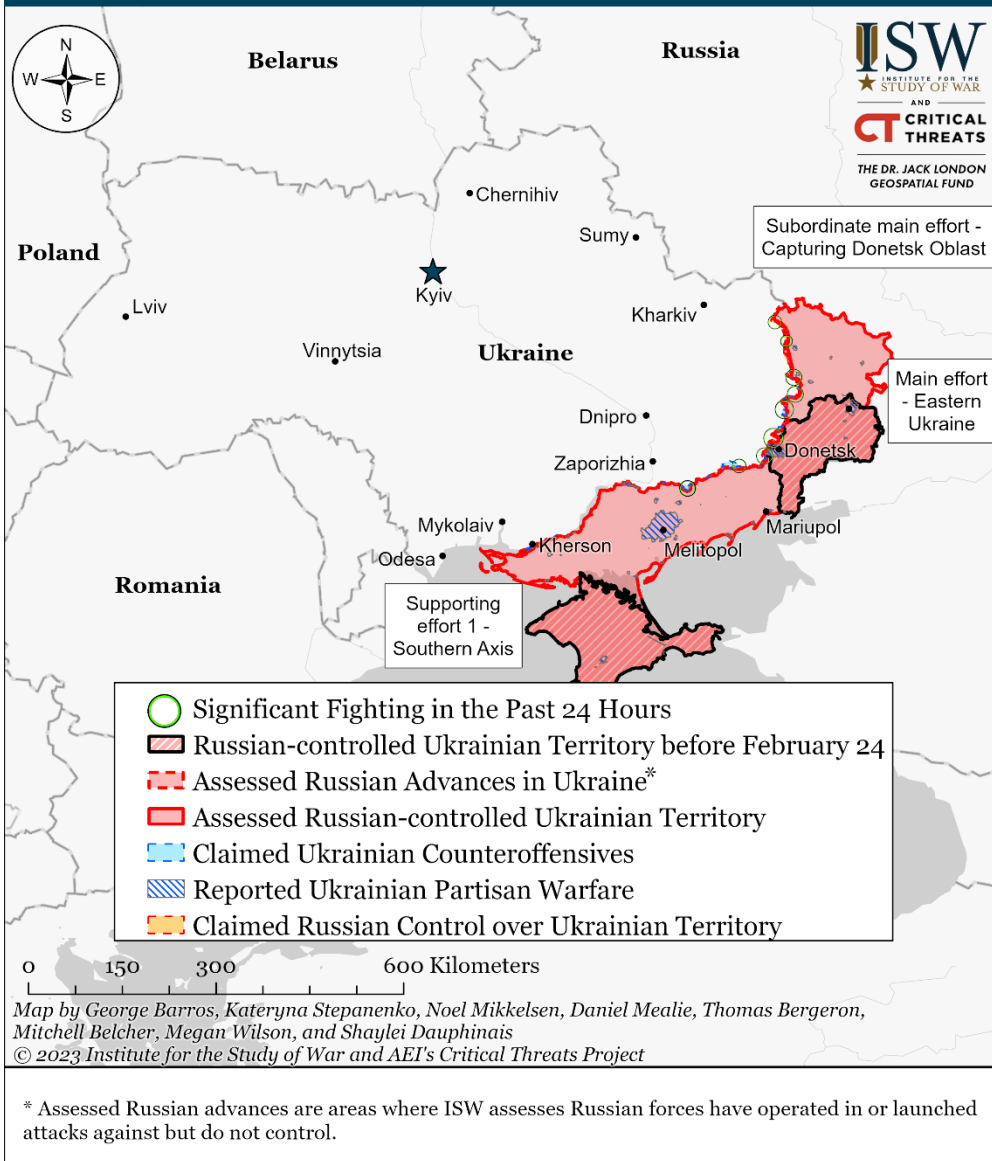 N
W
E
S
Belarus
Russia
ISW
INSTITUTE FOR THE
STUDY OF WAR
AND
CT CRITICAL
THREATS
THE DR. JACK LONDON
GEOSPATIAL FUND
Chernihiv
Sumy
Subordinate main effort -
Capturing Donetsk Oblast
Poland
Kyiv
Lviv
Kharkiv
Vinnytsia
Ukraine
Main effort
- Eastern
Ukraine
Dnipro
Donetsk
Zaporizhia
Mykolaiv
Mariupol
Kherson
Melitopol
Odesa
Romania
Supporting
effort 1 -
Southern Axis
Significant Fighting in the Past 24 Hours
Russian-controlled Ukrainian Territory before February 24
Assessed Russian Advances in Ukraine*
Assessed Russian-controlled Ukrainian Territory
Claimed Ukrainian Counteroffensives
Reported Ukrainian Partisan Warfare
Claimed Russian Control over Ukrainian Territory
0 150 300 600 Kilometers
Map by George Barros, Kateryna Stepanenko, Noel Mikkelsen, Daniel Mealie, Thomas Bergeron,
Mitchell Belcher, Megan Wilson, and Shaylei Dauphinais
© 2023 Institute for the Study of War and AEI's Critical Threats Project
* Assessed Russian advances are areas where ISW assesses Russian forces have operated in or launched
attacks against but do not control.